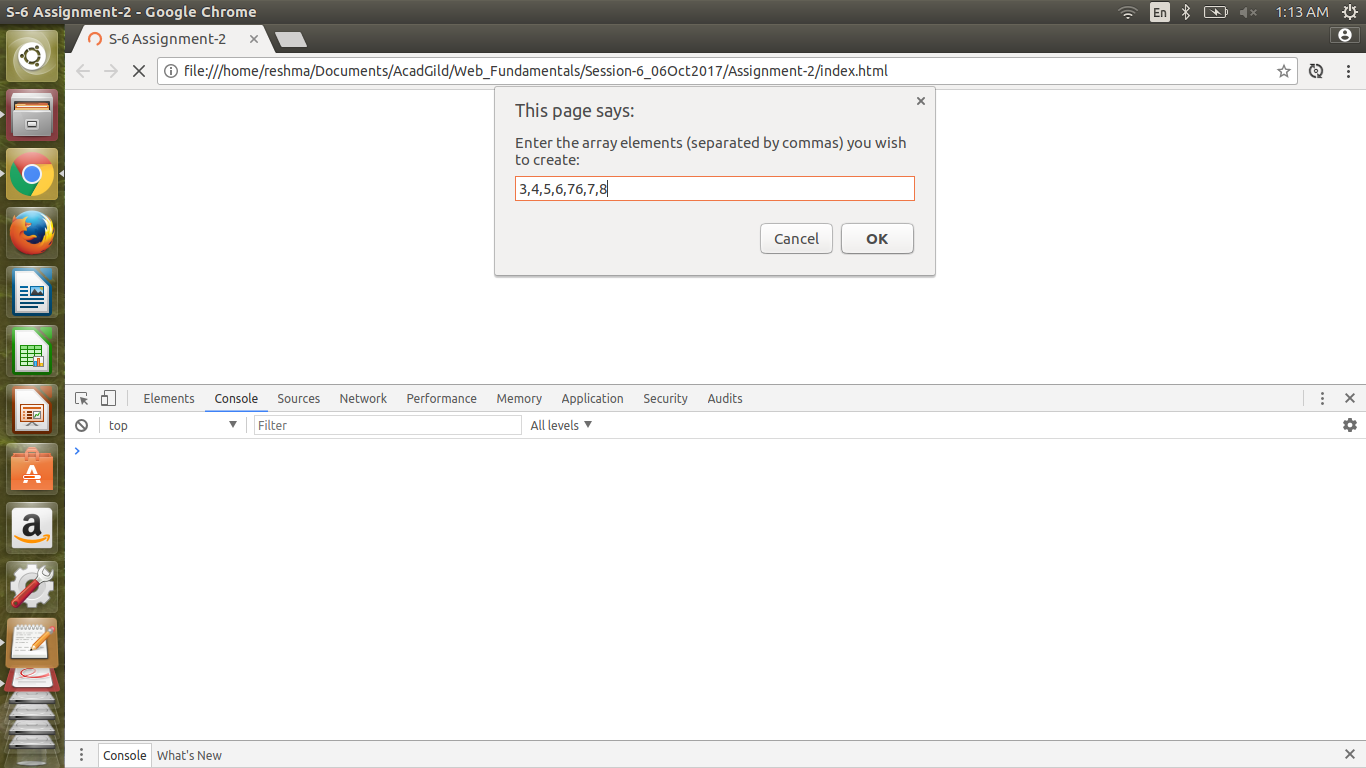 S-6 Assignment-2 - Google Chrome
En
1:13 AM
S-6 Assignment-2
file:///home/reshma/Documents/AcadGild/Web_Fundamentals/Session-6_06Oct2017/Assignment-2/index.html
This page says:
Enter the array elements (separated by commas) you wish
to create:
3,4,5,6,76,7,8
Cancel
OK
Elements Console Sources Network Performance Memory Application Security Audits
top
Filter
All levels
Console What's New